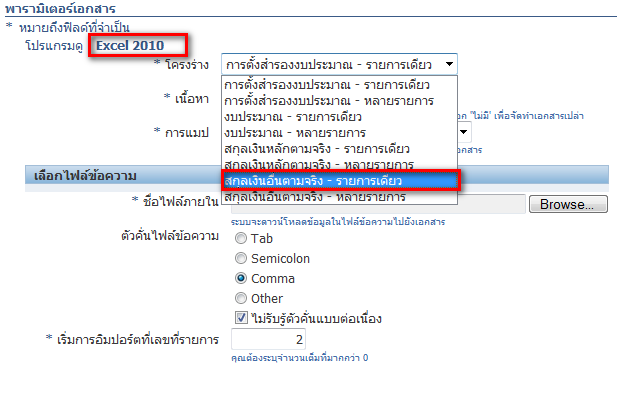 พารามิเตอร์เอกสาร
* หมายถึงฟิลด์ที่จำเป็น
โปรแกรมดู Excel 2010
* โครงร่าง การตั้งสำรองงบประมาณ - รายการเดียว
การตั้งสำรองงบประมาณ - รายการเดียว
* เนื้อหา การตั้งสำรองงบประมาณ - หลายรายการ
งบประมาณ - รายการเดียว "ไม่มี" เพื่อจัดทำเอกสารเปล่า
* การแมป งบประมาณ - หลายรายการ
สกุลเงินหลักตามจริง - รายการเดียว
สกุลเงินหลักตามจริง - หลายรายการ
เลือกไฟล์ข้อความ สกุลเงินอื่นตามจริง - รายการเดียว
สกุลเงินอื่นตามจริง - หลายรายการ
* ชื่อไฟล์ภายใน Browse...
ระบบจะดาวน์โหลดข้อมูลในไฟล์ข้อความไปยังเอกสาร
ตัวคั่นไฟล์ข้อความ Tab
Semicolon
Comma
Other
ไม่รับรู้ตัวคั่นแบบต่อเนื่อง
* เริ่มการอิมปอร์ตที่เลขที่รายการ 2
คุณต้องระบุจำนวนเต็มที่มากกว่า 0